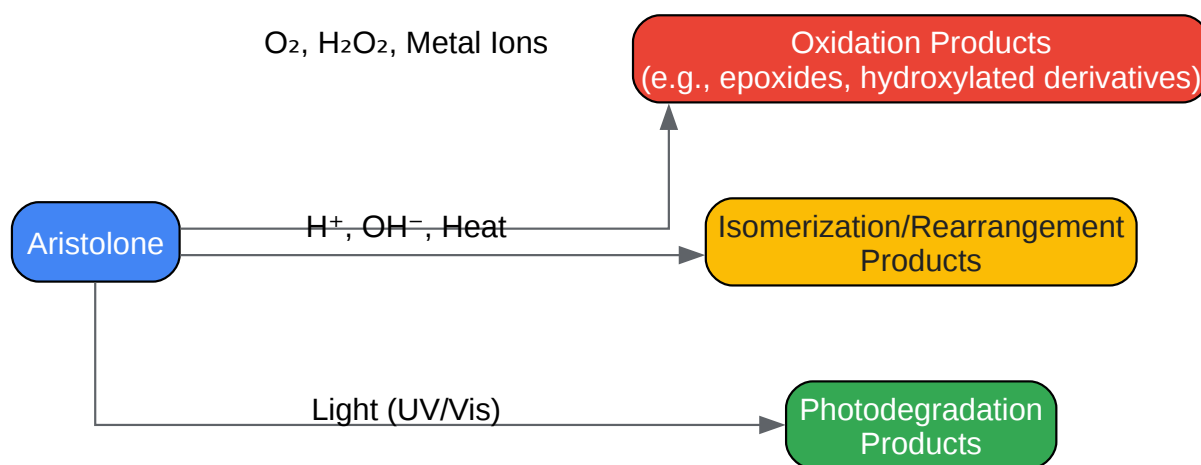 O₂, H₂O₂, Metal Ions
Oxidation Products
(e.g., epoxides, hydroxylated derivatives)
Aristolone
H⁺, OH⁻, Heat
Isomerization/Rearrangement
Products
Light (UV/Vis)
Photodegradation
Products